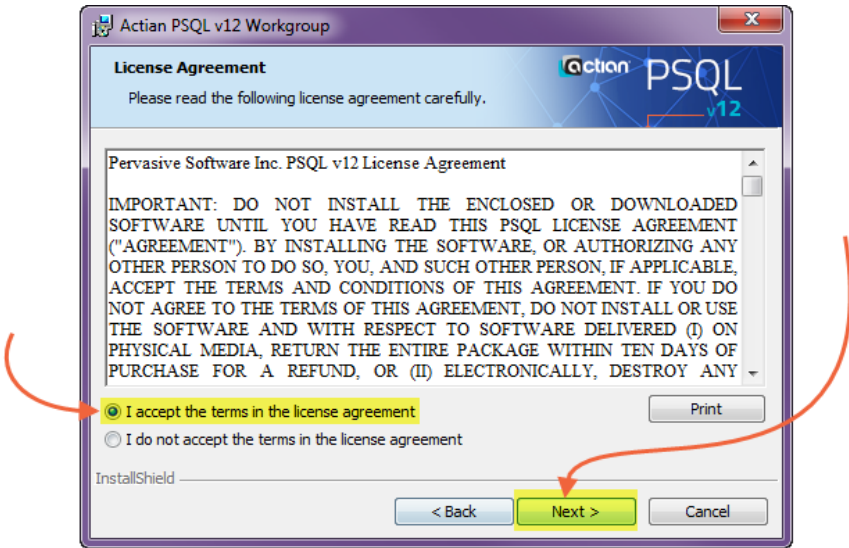 Actian PSQL v12 Workgroup
License Agreement
Please read the following license agreement carefully.
actian PSQL
v12
Pervasive Software Inc. PSQL v12 License Agreement
IMPORTANT: DO NOT INSTALL THE ENCLOSED OR DOWNLOADED
SOFTWARE UNTIL YOU HAVE READ THIS PSQL LICENSE AGREEMENT
("AGREEMENT"). BY INSTALLING THE SOFTWARE, OR AUTHORIZING ANY
OTHER PERSON TO DO SO, YOU, AND SUCH OTHER PERSON, IF APPLICABLE,
ACCEPT THE TERMS AND CONDITIONS OF THIS AGREEMENT. IF YOU DO
NOT AGREE TO THE TERMS OF THIS AGREEMENT, DO NOT INSTALL OR USE
THE SOFTWARE AND WITH RESPECT TO SOFTWARE DELIVERED (I) ON
PHYSICAL MEDIA, RETURN THE ENTIRE PACKAGE WITHIN TEN DAYS OF
PURCHASE FOR A REFUND, OR (II) ELECTRONICALLY, DESTROY ANY
I accept the terms in the license agreement
Print
I do not accept the terms in the license agreement
InstallShield
< Back
Next >
Cancel